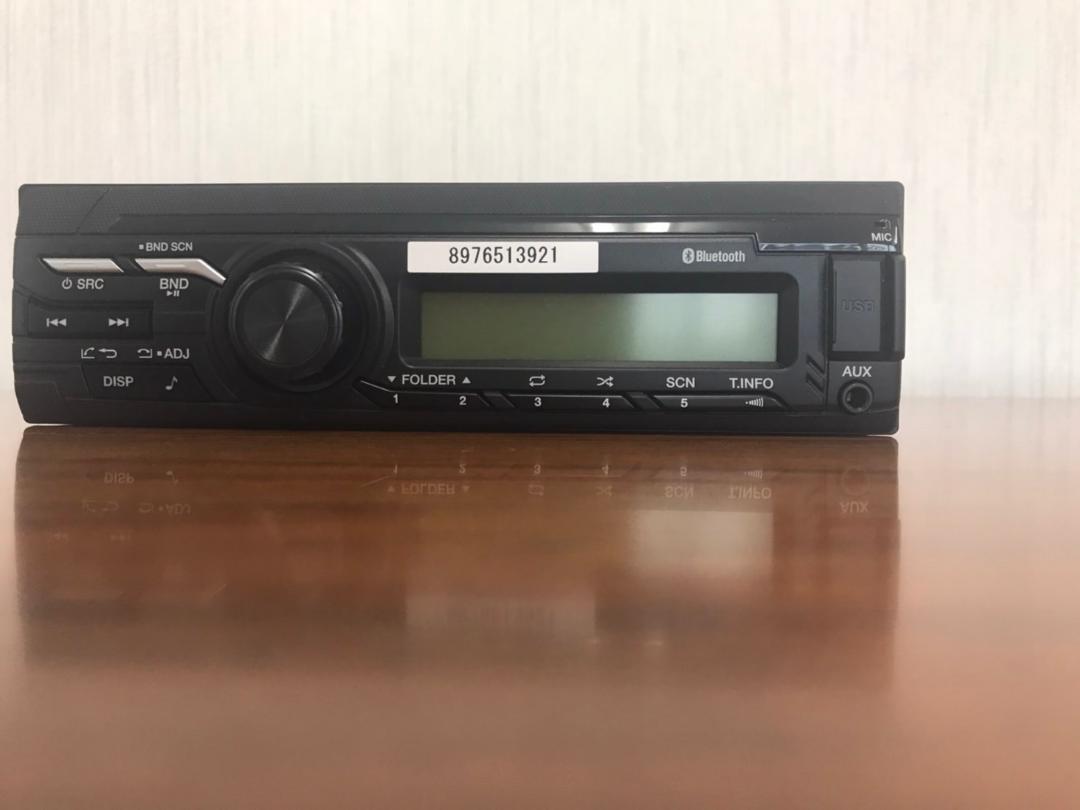 8976513921
Bluetooth
MIC
BND SCN
SRC
BND
USB
ADJ
DISP
FOLDER
SCN
T.INFO
AUX
1 2 3 4 5